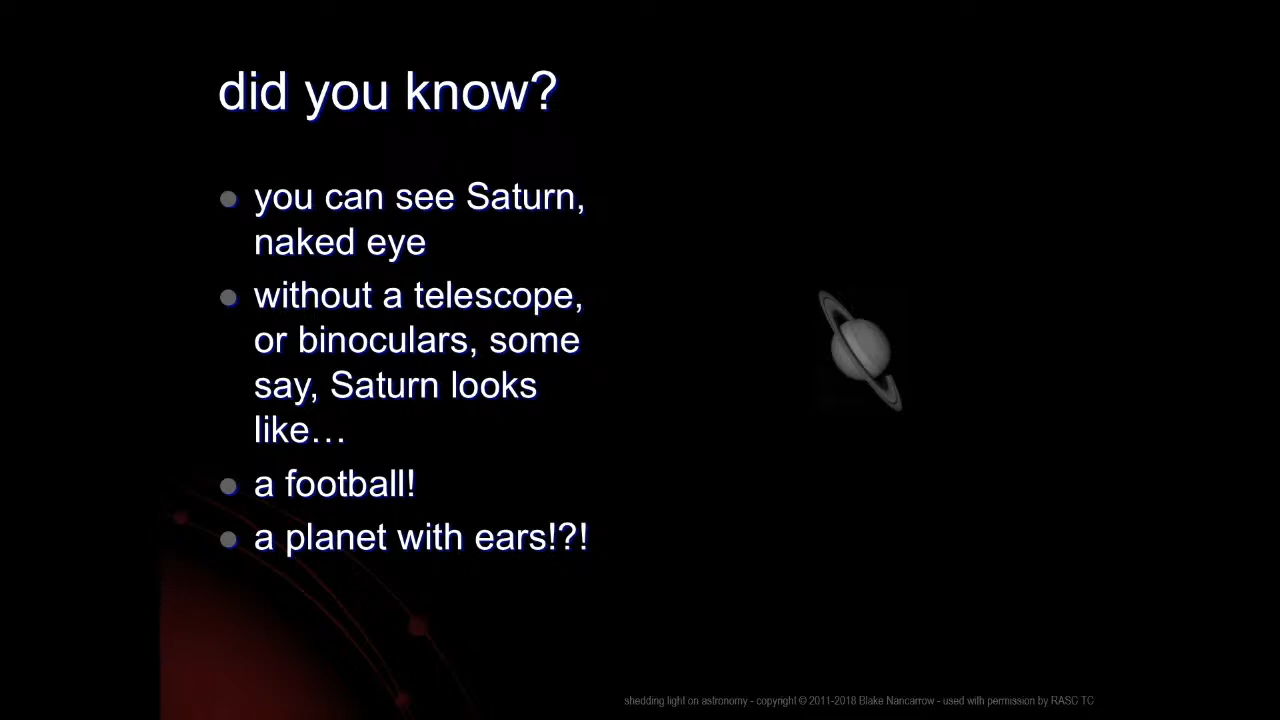 did you know?
you can see Saturn,
naked eye
without a telescope,
or binoculars, some
say, Saturn looks
like…
a football!
a planet with ears!?!
shedding light on astronomy - copyright © 2011-2018 Blake Nancarrow - used with permission by RASC TC